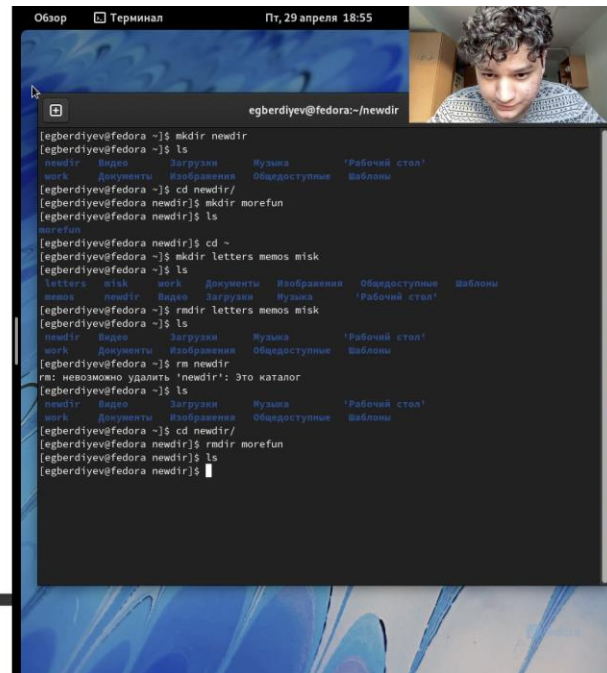 Обзор Терминал Пт, 29 апреля 18:55
egberdiyev@fedora:~/newdir
[egberdiyev@fedora ~]$ mkdir newdir
[egberdiyev@fedora ~]$ ls
newdir Видео Загрузки Музыка 'Рабочий стол'
work Документы Изображения Общедоступные Шаблоны
[egberdiyev@fedora ~]$ cd newdir/
[egberdiyev@fedora newdir]$ mkdir morefun
[egberdiyev@fedora newdir]$ ls
morefun
[egberdiyev@fedora newdir]$ cd ~
[egberdiyev@fedora ~]$ mkdir letters memos misk
[egberdiyev@fedora ~]$ ls
letters misk work Документы Изображения Общедоступные Шаблоны
memos newdir Видео Загрузки Музыка 'Рабочий стол'
[egberdiyev@fedora ~]$ rmdir letters memos misk
[egberdiyev@fedora ~]$ ls
newdir Видео Загрузки Музыка 'Рабочий стол'
work Документы Изображения Общедоступные Шаблоны
[egberdiyev@fedora ~]$ rm newdir
rm: невозможно удалить 'newdir': Это каталог
[egberdiyev@fedora ~]$ ls
newdir Видео Загрузки Музыка 'Рабочий стол'
work Документы Изображения Общедоступные Шаблоны
[egberdiyev@fedora ~]$ cd newdir/
[egberdiyev@fedora newdir]$ rmdir morefun
[egberdiyev@fedora newdir]$ ls
[egberdiyev@fedora newdir]$